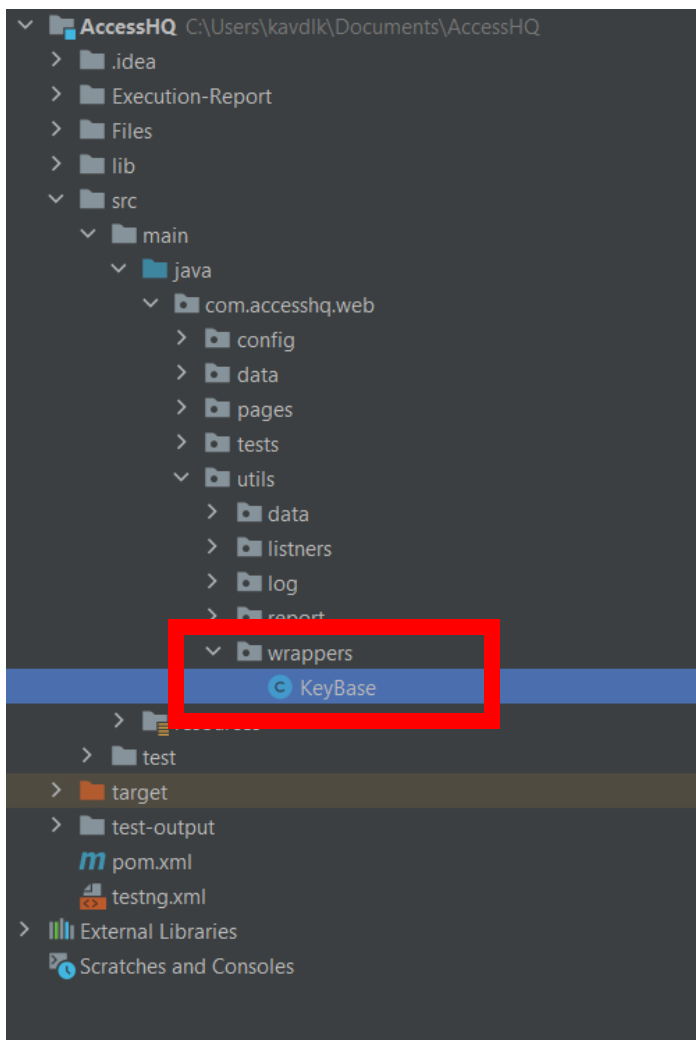 AccessHQ C:\Users\kavdlk\Documents\AccessHQ
.idea
Execution-Report
Files
lib
src
main
java
com.accesshq.web
config
data
pages
tests
utils
data
listners
log
report
wrappers
KeyBase
resources
test
target
test-output
m pom.xml
testng.xml
External Libraries
Scratches and Consoles